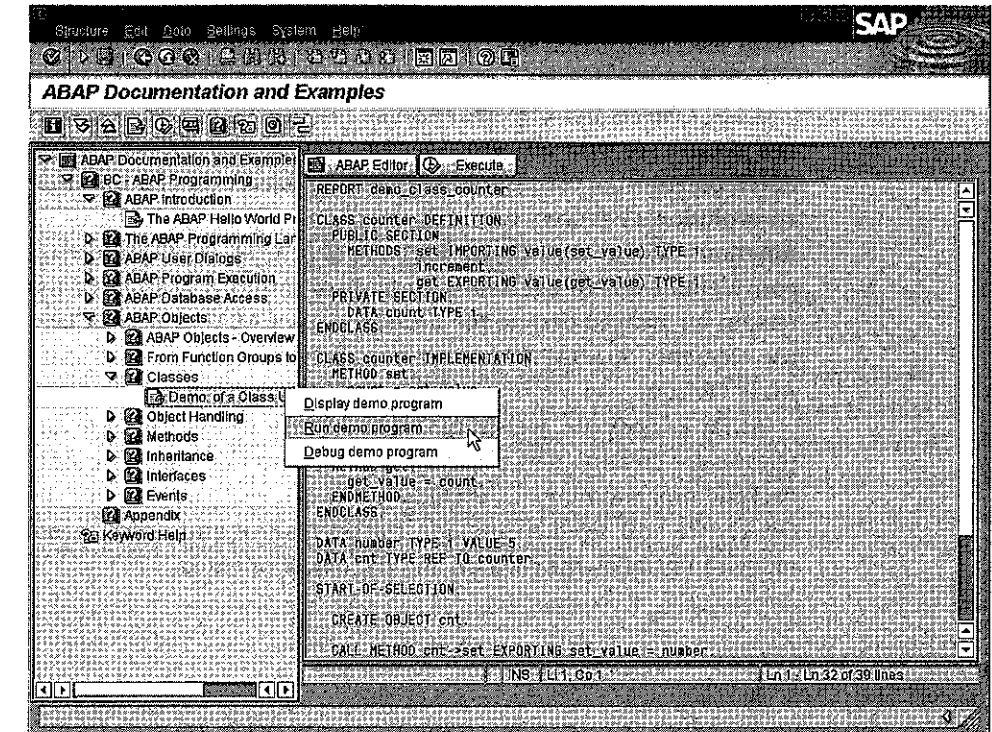 Structure Edit Goto Settings System Help
SAP
ABAP Documentation and Examples
ABAP Documentation and Example
BC - ABAP Programming
ABAP Introduction
The ABAP Hello World Pr
The ABAP Programming Lan
ABAP User Dialogs
ABAP Program Execution
ABAP Database Access
ABAP Objects
ABAP Objects - Overview
From Function Groups to
Classes
Demo: of a Class U
Object Handling
Methods
Inheritance
Interfaces
Events
Appendix
Keyword Help
ABAP Editor Execute
REPORT demo_class_counter.
CLASS counter DEFINITION.
PUBLIC SECTION.
METHODS: set IMPORTING value(set_value) TYPE i,
increment,
get EXPORTING value(get_value) TYPE i.
PRIVATE SECTION.
DATA count TYPE i.
ENDCLASS.
CLASS counter IMPLEMENTATION.
METHOD set.
Display demo program
Run demo program
Debug demo program
METHOD get.
get_value = count.
ENDMETHOD.
ENDCLASS.
DATA number TYPE i VALUE 5.
DATA cnt TYPE REF TO counter.
START-OF-SELECTION.
CREATE OBJECT cnt.
CALL METHOD cnt->set EXPORTING set_value = number.
INS Li 1, Co 1 Ln 1 - Ln 32 of 39 lines